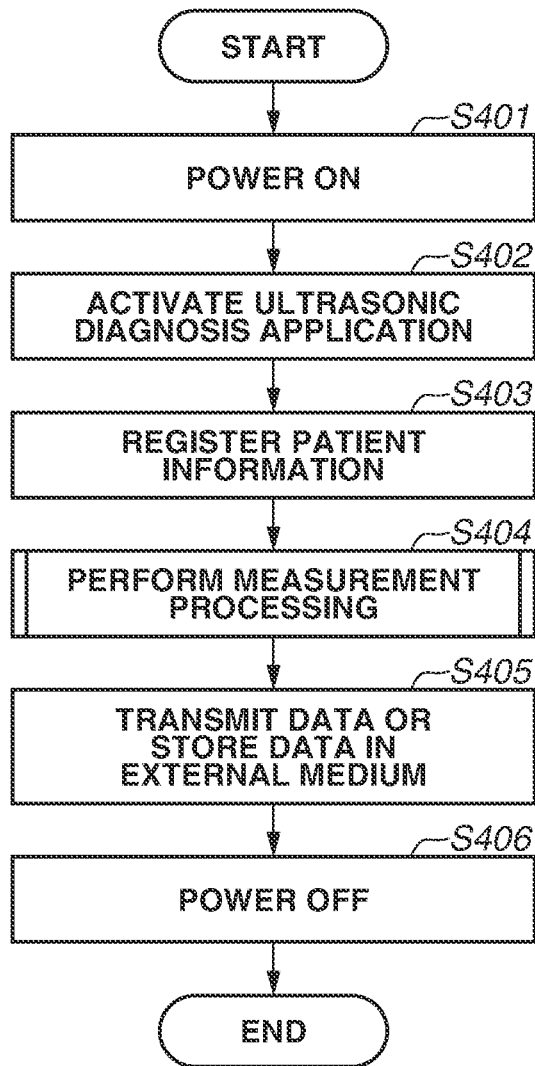 START
S401
POWER ON
S402
ACTIVATE ULTRASONIC
DIAGNOSIS APPLICATION
S403
REGISTER PATIENT
INFORMATION
S404
PERFORM MEASUREMENT
PROCESSING
S405
TRANSMIT DATA OR
STORE DATA IN
EXTERNAL MEDIUM
S406
POWER OFF
END